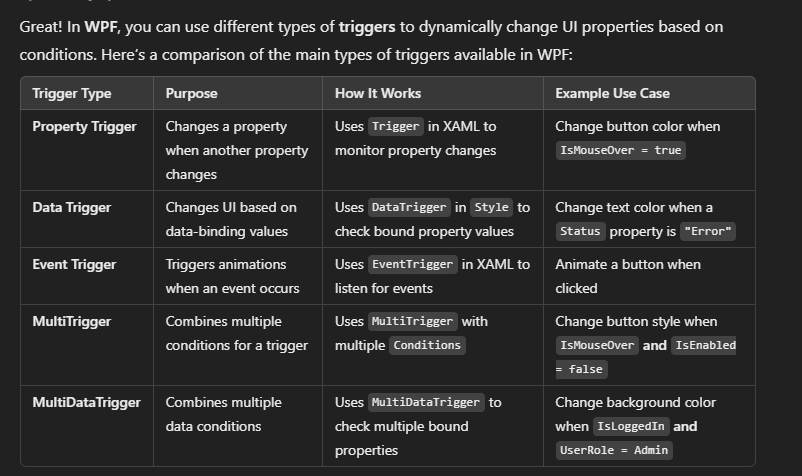 Great! In WPF, you can use different types of triggers to dynamically change UI properties based on
conditions. Here's a comparison of the main types of triggers available in WPF:
Trigger Type Purpose How It Works Example Use Case
Property Trigger Changes a property Uses Trigger in XAML to Change button color when
when another property monitor property changes IsMouseOver = true
changes
Data Trigger Changes UI based on Uses DataTrigger in Style to Change text color when a
data-binding values check bound property values Status property is "Error"
Event Trigger Triggers animations Uses EventTrigger in XAML to Animate a button when
when an event occurs listen for events clicked
MultiTrigger Combines multiple Uses MultiTrigger with Change button style when
conditions for a trigger multiple Conditions IsMouseOver and IsEnabled
= false
MultiDataTrigger Combines multiple Uses MultiDataTrigger to Change background color
data conditions check multiple bound when IsLoggedIn and
properties UserRole = Admin